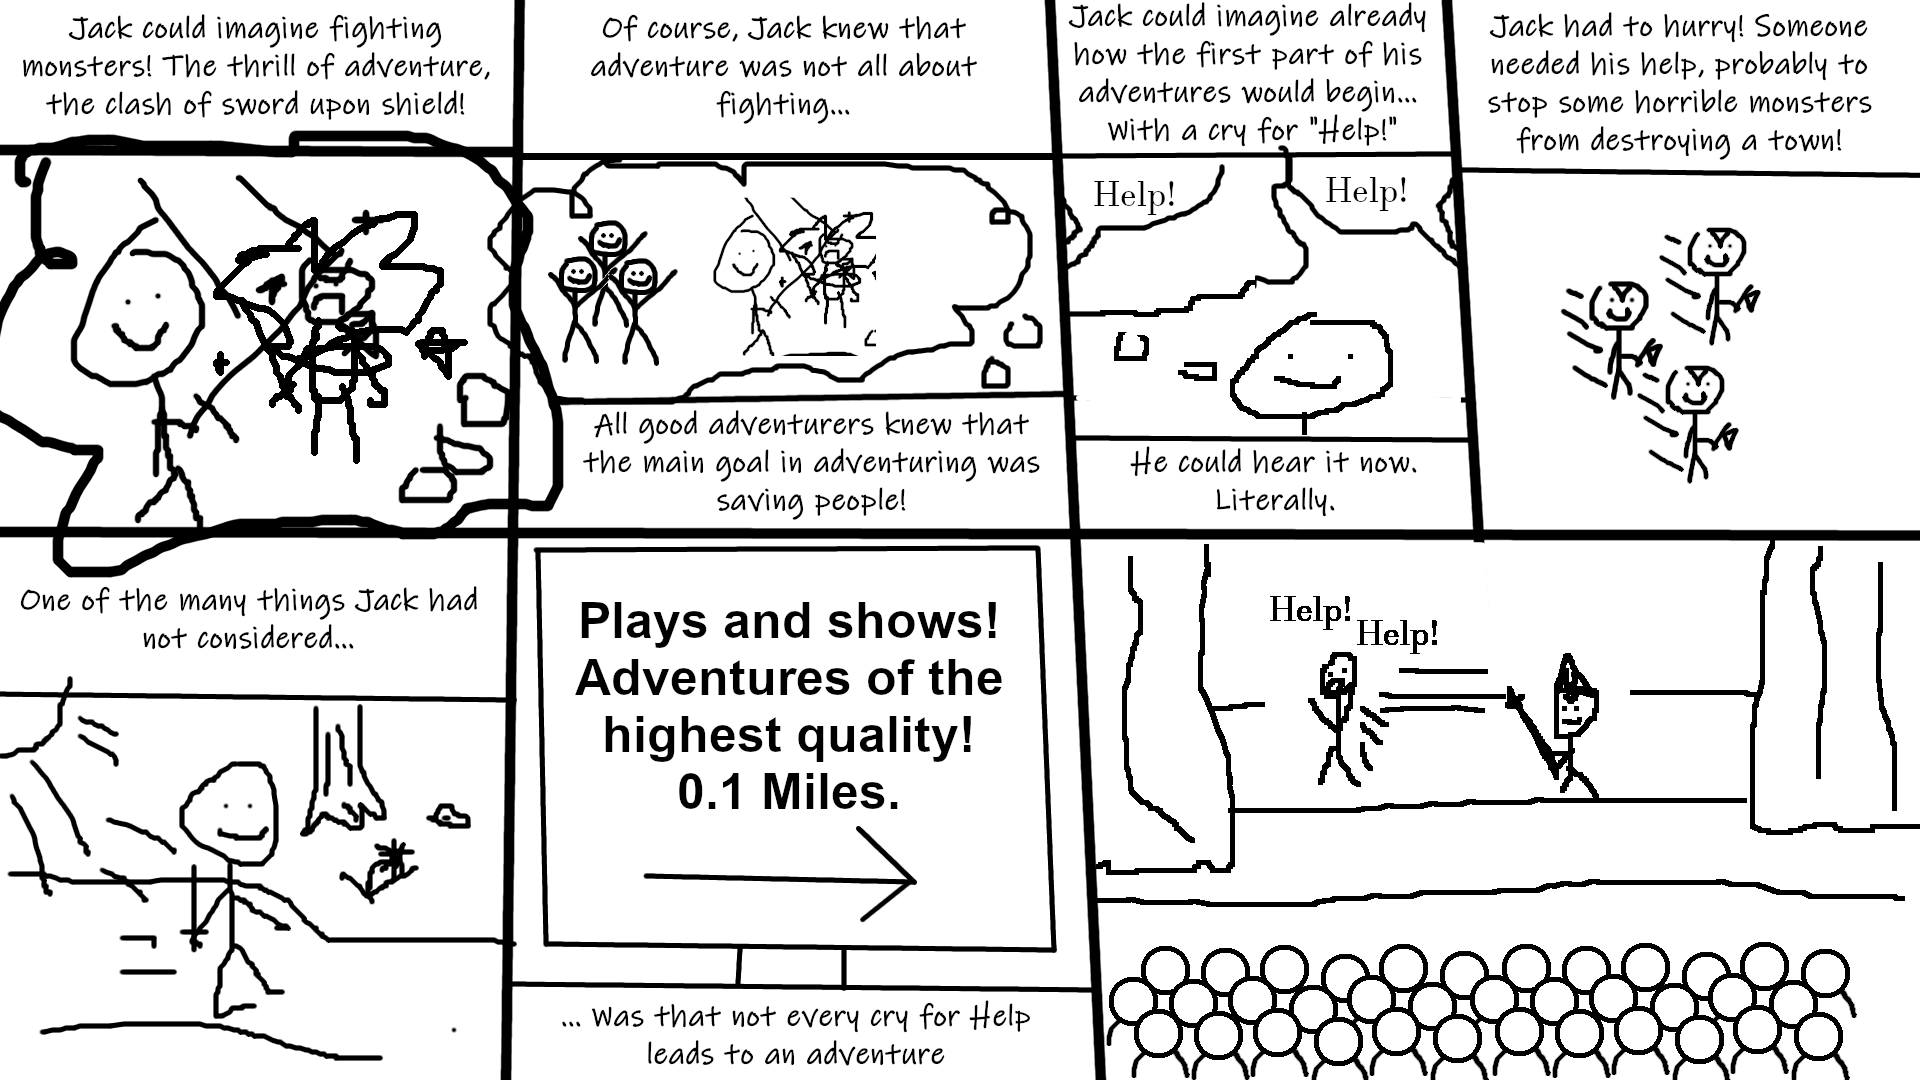 Jack could imagine fighting
monsters! The thrill of adventure,
the clash of sword upon shield!
Of course, Jack knew that
adventure was not all about
fighting...
All good adventurers knew that
the main goal in adventuring was
saving people!
Jack could imagine already
how the first part of his
adventures would begin...
With a cry for "Help!"
Help!
Help!
He could hear it now.
Literally.
Jack had to hurry! Someone
needed his help, probably to
stop some horrible monsters
from destroying a town!
One of the many things Jack had
not considered...
Plays and shows!
Adventures of the
highest quality!
0.1 Miles.
... Was that not every cry for Help
leads to an adventure
Help!
Help!